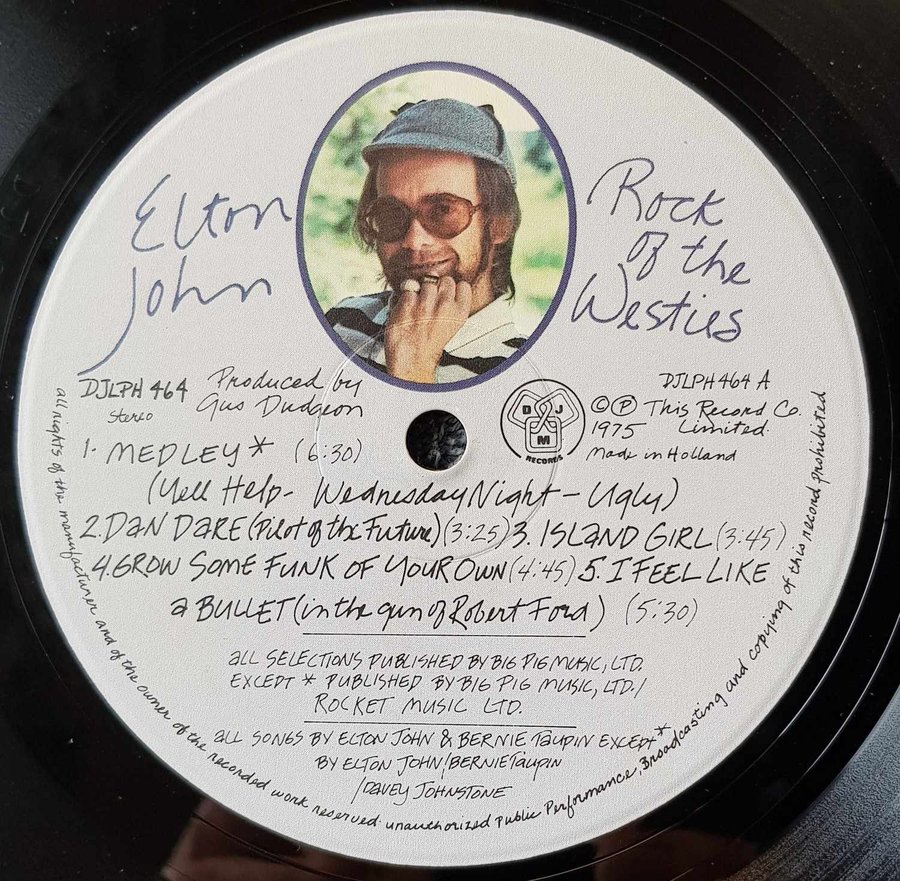 Elton
John
Rock
of the
Westies
DJLPH 464
Stereo
Produced by
Gus Dudgeon
DJM
RECORDS
DJLPH 464 A
© ℗ This Record Co.
1975 Limited.
Made in Holland
1. MEDLEY* (6:30)
(Yell Help - Wednesday Night - Ugly)
2. DAN DARE (Pilot of the Future) (3:25) 3. ISLAND GIRL (3:45)
4. GROW SOME FUNK OF YOUR OWN (4:45) 5. I FEEL LIKE
a BULLET (in the gun of Robert Ford) (5:30)
ALL SELECTIONS PUBLISHED BY BIG PIG MUSIC, LTD.
EXCEPT * PUBLISHED BY BIG PIG MUSIC, LTD./
ROCKET MUSIC LTD.
ALL SONGS BY ELTON JOHN & BERNIE TAUPIN EXCEPT*
BY ELTON JOHN/BERNIE TAUPIN
/DAVEY JOHNSTONE
all rights of the manufacturer and of the owner of the recorded work reserved. unauthorized public Performance, Broadcasting and copying of this record prohibited